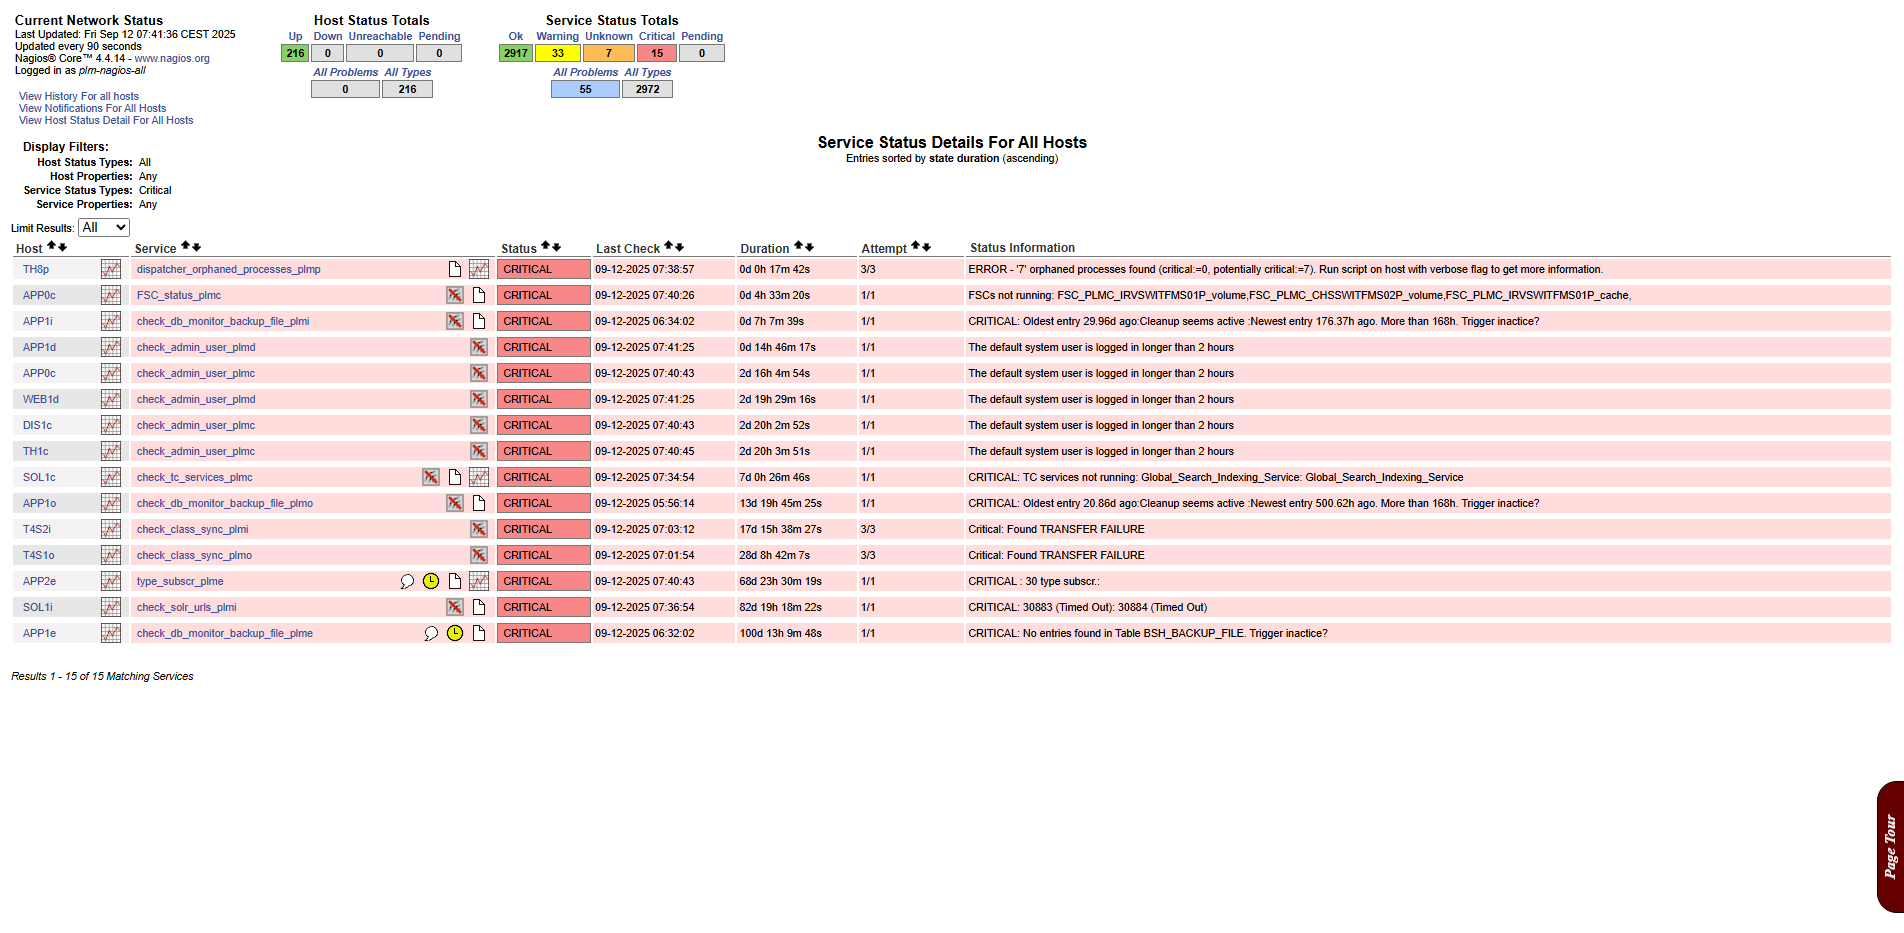 Current Network Status
Last Updated: Fri Sep 12 07:41:36 CEST 2025
Updated every 90 seconds
Nagios® Core™ 4.4.14 - www.nagios.org
Logged in as plm-nagios-all
View History For all hosts
View Notifications For All Hosts
View Host Status Detail For All Hosts
Host Status Totals
Up Down Unreachable Pending
216 0 0 0
All Problems All Types
0 216
Service Status Totals
Ok Warning Unknown Critical Pending
2917 33 7 15 0
All Problems All Types
55 2972
Display Filters:
Host Status Types: All
Host Properties: Any
Service Status Types: Critical
Service Properties: Any
Service Status Details For All Hosts
Entries sorted by state duration (ascending)
Limit Results: All
Host Service Status Last Check Duration Attempt Status Information
TH8p dispatcher_orphaned_processes_plmp CRITICAL 09-12-2025 07:38:57 0d 0h 17m 42s 3/3 ERROR - '7' orphaned processes found (critical:=0, potentially critical:=7). Run script on host with verbose flag to get more information.
APP0c FSC_status_plmc CRITICAL 09-12-2025 07:40:26 0d 4h 33m 20s 1/1 FSCs not running: FSC_PLMC_IRVSWITFMS01P_volume,FSC_PLMC_CHSSWITFMS02P_volume,FSC_PLMC_IRVSWITFMS01P_cache,
APP1i check_db_monitor_backup_file_plmi CRITICAL 09-12-2025 06:34:02 0d 7h 7m 39s 1/1 CRITICAL: Oldest entry 29.96d ago:Cleanup seems active :Newest entry 176.37h ago. More than 168h. Trigger inactice?
APP1d check_admin_user_plmd CRITICAL 09-12-2025 07:41:25 0d 14h 46m 17s 1/1 The default system user is logged in longer than 2 hours
APP0c check_admin_user_plmc CRITICAL 09-12-2025 07:40:43 2d 16h 4m 54s 1/1 The default system user is logged in longer than 2 hours
WEB1d check_admin_user_plmd CRITICAL 09-12-2025 07:41:25 2d 19h 29m 16s 1/1 The default system user is logged in longer than 2 hours
DIS1c check_admin_user_plmc CRITICAL 09-12-2025 07:40:43 2d 20h 2m 52s 1/1 The default system user is logged in longer than 2 hours
TH1c check_admin_user_plmc CRITICAL 09-12-2025 07:40:45 2d 20h 3m 51s 1/1 The default system user is logged in longer than 2 hours
SOL1c check_tc_services_plmc CRITICAL 09-12-2025 07:34:54 7d 0h 26m 46s 1/1 CRITICAL: TC services not running: Global_Search_Indexing_Service: Global_Search_Indexing_Service
APP1o check_db_monitor_backup_file_plmo CRITICAL 09-12-2025 05:56:14 13d 19h 45m 25s 1/1 CRITICAL: Oldest entry 20.86d ago:Cleanup seems active :Newest entry 500.62h ago. More than 168h. Trigger inactice?
T4S2i check_class_sync_plmi CRITICAL 09-12-2025 07:03:12 17d 15h 38m 27s 3/3 Critical: Found TRANSFER FAILURE
T4S1o check_class_sync_plmo CRITICAL 09-12-2025 07:01:54 28d 8h 42m 7s 3/3 Critical: Found TRANSFER FAILURE
APP2e type_subscr_plme CRITICAL 09-12-2025 07:40:43 68d 23h 30m 19s 1/1 CRITICAL : 30 type subscr.:
SOL1i check_solr_urls_plmi CRITICAL 09-12-2025 07:36:54 82d 19h 18m 22s 1/1 CRITICAL: 30883 (Timed Out): 30884 (Timed Out)
APP1e check_db_monitor_backup_file_plme CRITICAL 09-12-2025 06:32:02 100d 13h 9m 48s 1/1 CRITICAL: No entries found in Table BSH_BACKUP_FILE. Trigger inactice?
Results 1 - 15 of 15 Matching Services
Page Tour